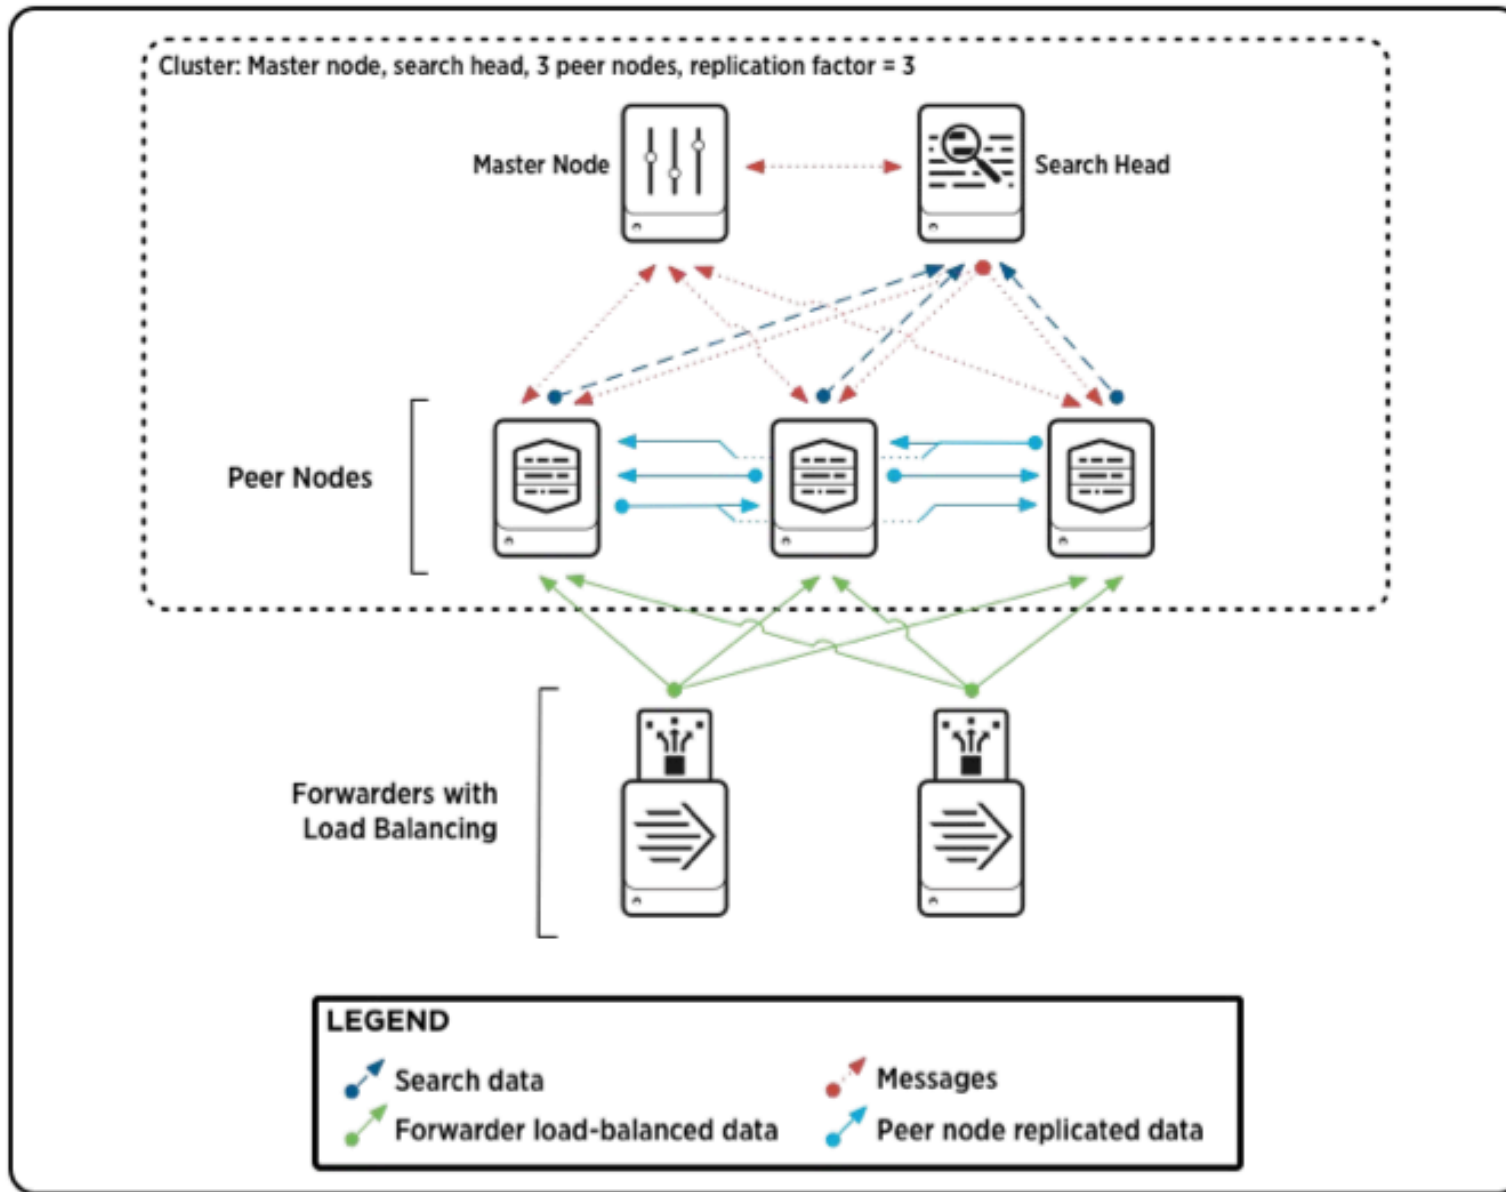 Cluster: Master node, search head, 3 peer nodes, replication factor = 3
Master Node
Search Head
Peer Nodes
Forwarders with
Load Balancing
LEGEND
Search data
Messages
Forwarder load-balanced data
Peer node replicated data